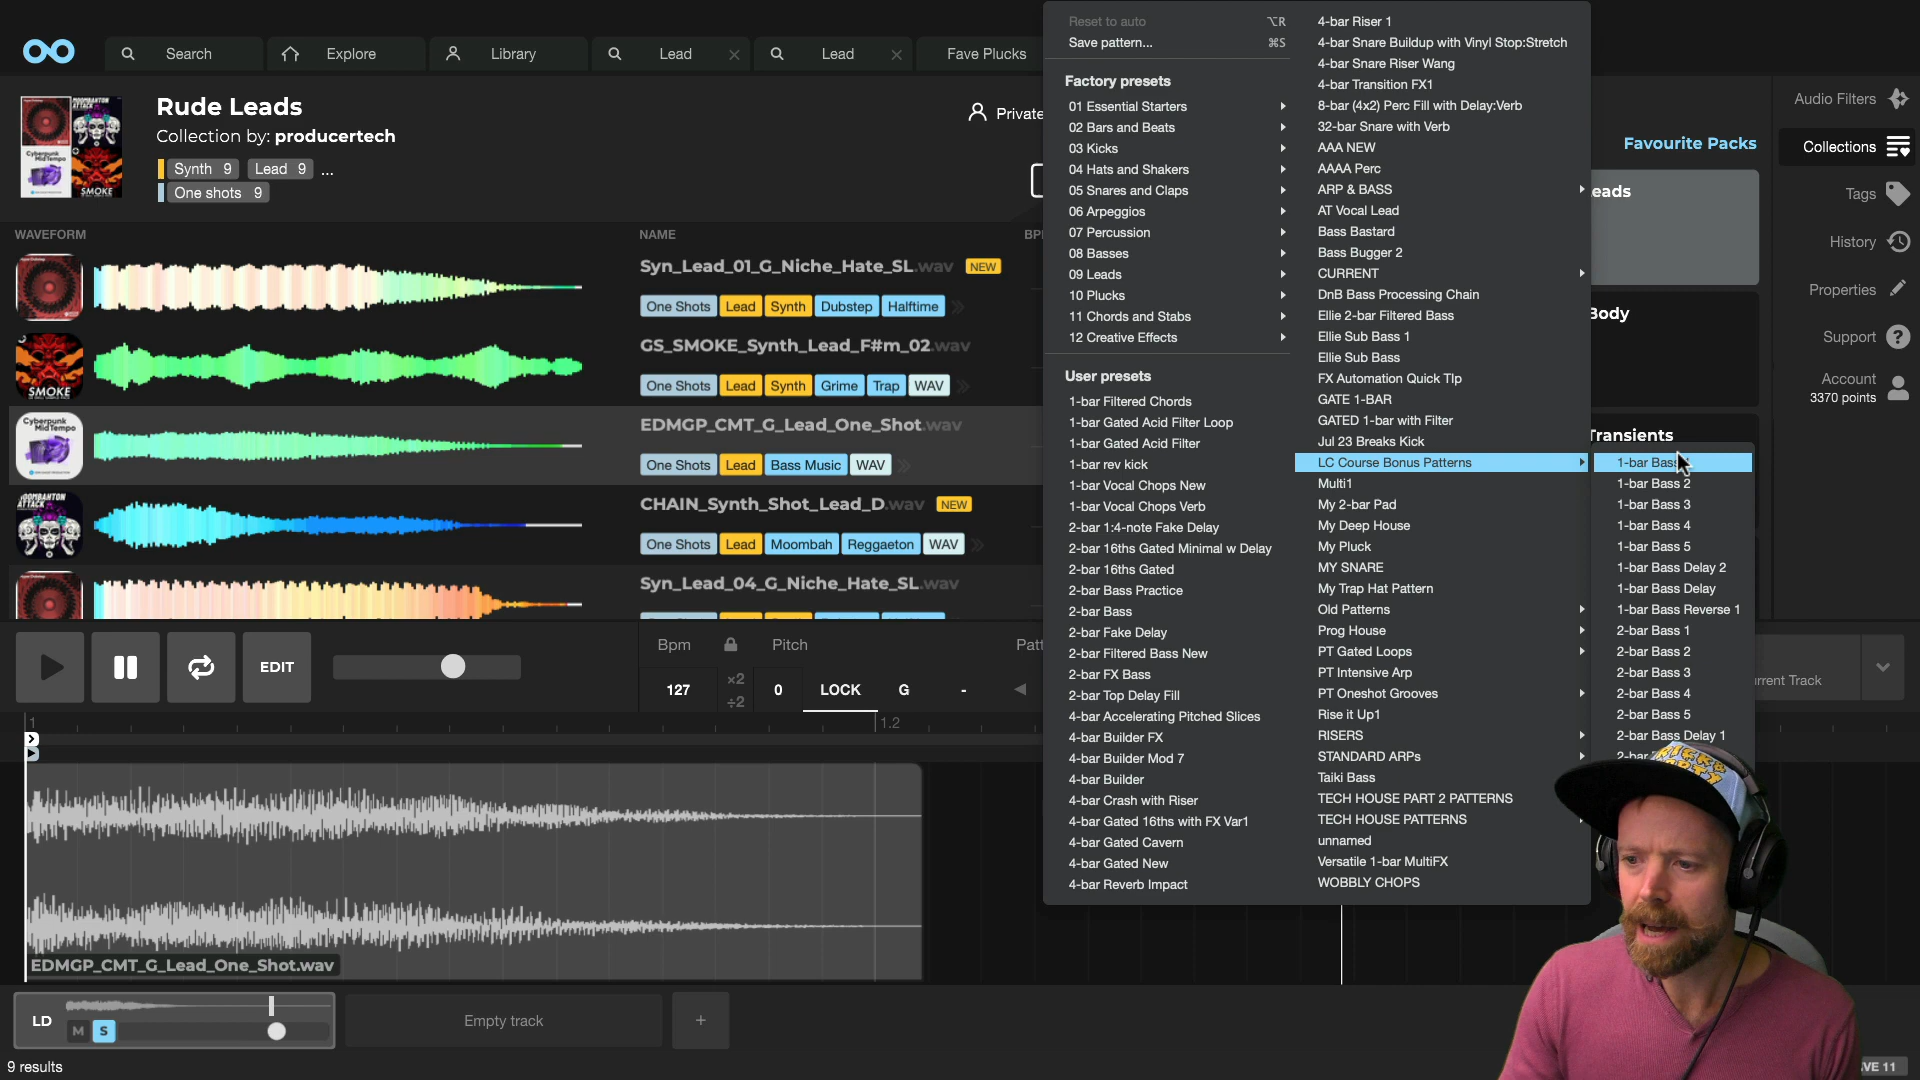 Search
Explore
Library
Lead
Lead
Fave Plucks
Rude Leads
Collection by: producertech
Synth 9
Lead 9
...
One shots 9
Private
WAVEFORM
NAME
Syn_Lead_01_G_Niche_Hate_SL.wav NEW
One Shots Lead Synth Dubstep Halftime
GS_SMOKE_Synth_Lead_F#m_02.wav
One Shots Lead Synth Grime Trap WAV
EDMGP_CMT_G_Lead_One_Shot.wav
One Shots Lead Bass Music WAV
CHAIN_Synth_Shot_Lead_D.wav NEW
One Shots Lead Moombah Reggaeton WAV
Syn_Lead_04_G_Niche_Hate_SL.wav
SMOKE
Cyberpunk
MidTempo
EDIT
Bpm
Pitch
127
x2
÷2
0
LOCK
G
-
1
1.2
EDMGP_CMT_G_Lead_One_Shot.wav
LD
M
S
Empty track
+
9 results
Reset to auto ⌥R
Save pattern... ⌘S
Factory presets
01 Essential Starters
02 Bars and Beats
03 Kicks
04 Hats and Shakers
05 Snares and Claps
06 Arpeggios
07 Percussion
08 Basses
09 Leads
10 Plucks
11 Chords and Stabs
12 Creative Effects
User presets
1-bar Filtered Chords
1-bar Gated Acid Filter Loop
1-bar Gated Acid Filter
1-bar rev kick
1-bar Vocal Chops New
1-bar Vocal Chops Verb
2-bar 1:4-note Fake Delay
2-bar 16ths Gated Minimal w Delay
2-bar 16ths Gated
2-bar Bass Practice
2-bar Bass
2-bar Fake Delay
2-bar Filtered Bass New
2-bar FX Bass
2-bar Top Delay Fill
4-bar Accelerating Pitched Slices
4-bar Builder FX
4-bar Builder Mod 7
4-bar Builder
4-bar Crash with Riser
4-bar Gated 16ths with FX Var1
4-bar Gated Cavern
4-bar Gated New
4-bar Reverb Impact
4-bar Riser 1
4-bar Snare Buildup with Vinyl Stop:Stretch
4-bar Snare Riser Wang
4-bar Transition FX1
8-bar (4x2) Perc Fill with Delay:Verb
32-bar Snare with Verb
AAA NEW
AAAA Perc
ARP & BASS
AT Vocal Lead
Bass Bastard
Bass Bugger 2
CURRENT
DnB Bass Processing Chain
Ellie 2-bar Filtered Bass
Ellie Sub Bass 1
Ellie Sub Bass
FX Automation Quick TIp
GATE 1-BAR
GATED 1-bar with Filter
Jul 23 Breaks Kick
LC Course Bonus Patterns
Multi1
My 2-bar Pad
My Deep House
My Pluck
MY SNARE
My Trap Hat Pattern
Old Patterns
Prog House
PT Gated Loops
PT Intensive Arp
PT Oneshot Grooves
Rise it Up1
RISERS
STANDARD ARPs
Taiki Bass
TECH HOUSE PART 2 PATTERNS
TECH HOUSE PATTERNS
unnamed
Versatile 1-bar MultiFX
WOBBLY CHOPS
1-bar Bass
1-bar Bass 2
1-bar Bass 3
1-bar Bass 4
1-bar Bass 5
1-bar Bass Delay 2
1-bar Bass Delay
1-bar Bass Reverse 1
2-bar Bass 1
2-bar Bass 2
2-bar Bass 3
2-bar Bass 4
2-bar Bass 5
2-bar Bass Delay 1
Favourite Packs
Body
Transients
Track
Audio Filters
Collections
Tags
History
Properties
Support
Account
3370 points